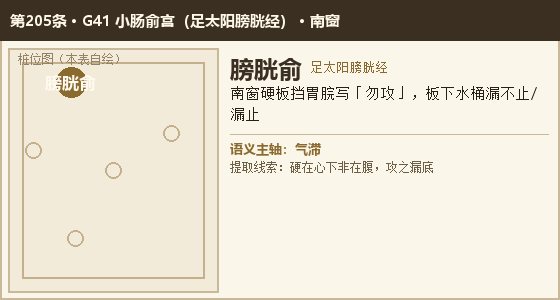 第205条・G41 小肠俞宫（足太阳膀胱经）・南窗
桩位图（本表自绘）
膀胱俞
膀胱俞 足太阳膀胱经
南窗硬板挡胃脘写「勿攻」，板下水桶漏不止/
漏止
语义主轴：气滞
提取线索：硬在心下非在腹，攻之漏底